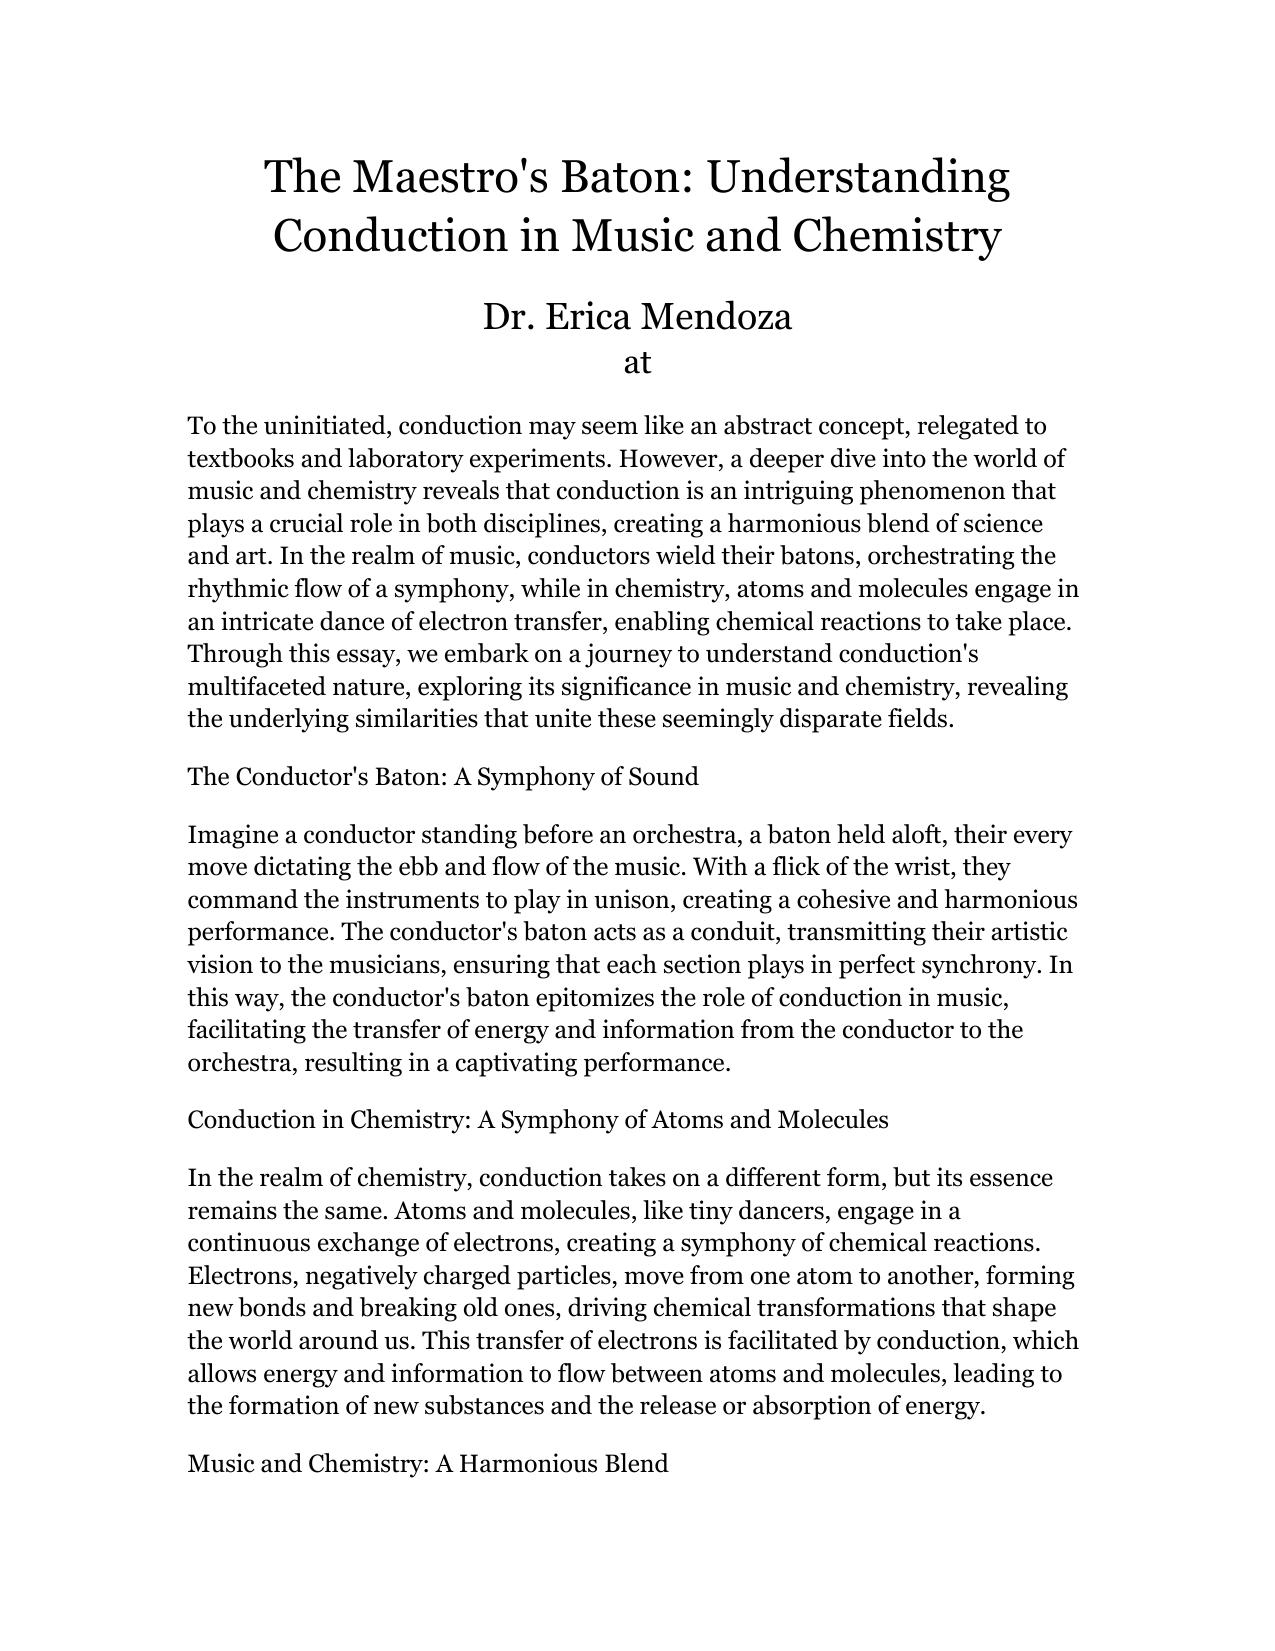 The Maestro's Baton: Understanding
Conduction in Music and Chemistry
Dr. Erica Mendoza
at
To the uninitiated, conduction may seem like an abstract concept, relegated to
textbooks and laboratory experiments. However, a deeper dive into the world of
music and chemistry reveals that conduction is an intriguing phenomenon that
plays a crucial role in both disciplines, creating a harmonious blend of science
and art. In the realm of music, conductors wield their batons, orchestrating the
rhythmic flow of a symphony, while in chemistry, atoms and molecules engage in
an intricate dance of electron transfer, enabling chemical reactions to take place.
Through this essay, we embark on a journey to understand conduction's
multifaceted nature, exploring its significance in music and chemistry, revealing
the underlying similarities that unite these seemingly disparate fields.
The Conductor's Baton: A Symphony of Sound
Imagine a conductor standing before an orchestra, a baton held aloft, their every
move dictating the ebb and flow of the music. With a flick of the wrist, they
command the instruments to play in unison, creating a cohesive and harmonious
performance. The conductor's baton acts as a conduit, transmitting their artistic
vision to the musicians, ensuring that each section plays in perfect synchrony. In
this way, the conductor's baton epitomizes the role of conduction in music,
facilitating the transfer of energy and information from the conductor to the
orchestra, resulting in a captivating performance.
Conduction in Chemistry: A Symphony of Atoms and Molecules
In the realm of chemistry, conduction takes on a different form, but its essence
remains the same. Atoms and molecules, like tiny dancers, engage in a
continuous exchange of electrons, creating a symphony of chemical reactions.
Electrons, negatively charged particles, move from one atom to another, forming
new bonds and breaking old ones, driving chemical transformations that shape
the world around us. This transfer of electrons is facilitated by conduction, which
allows energy and information to flow between atoms and molecules, leading to
the formation of new substances and the release or absorption of energy.
Music and Chemistry: A Harmonious Blend